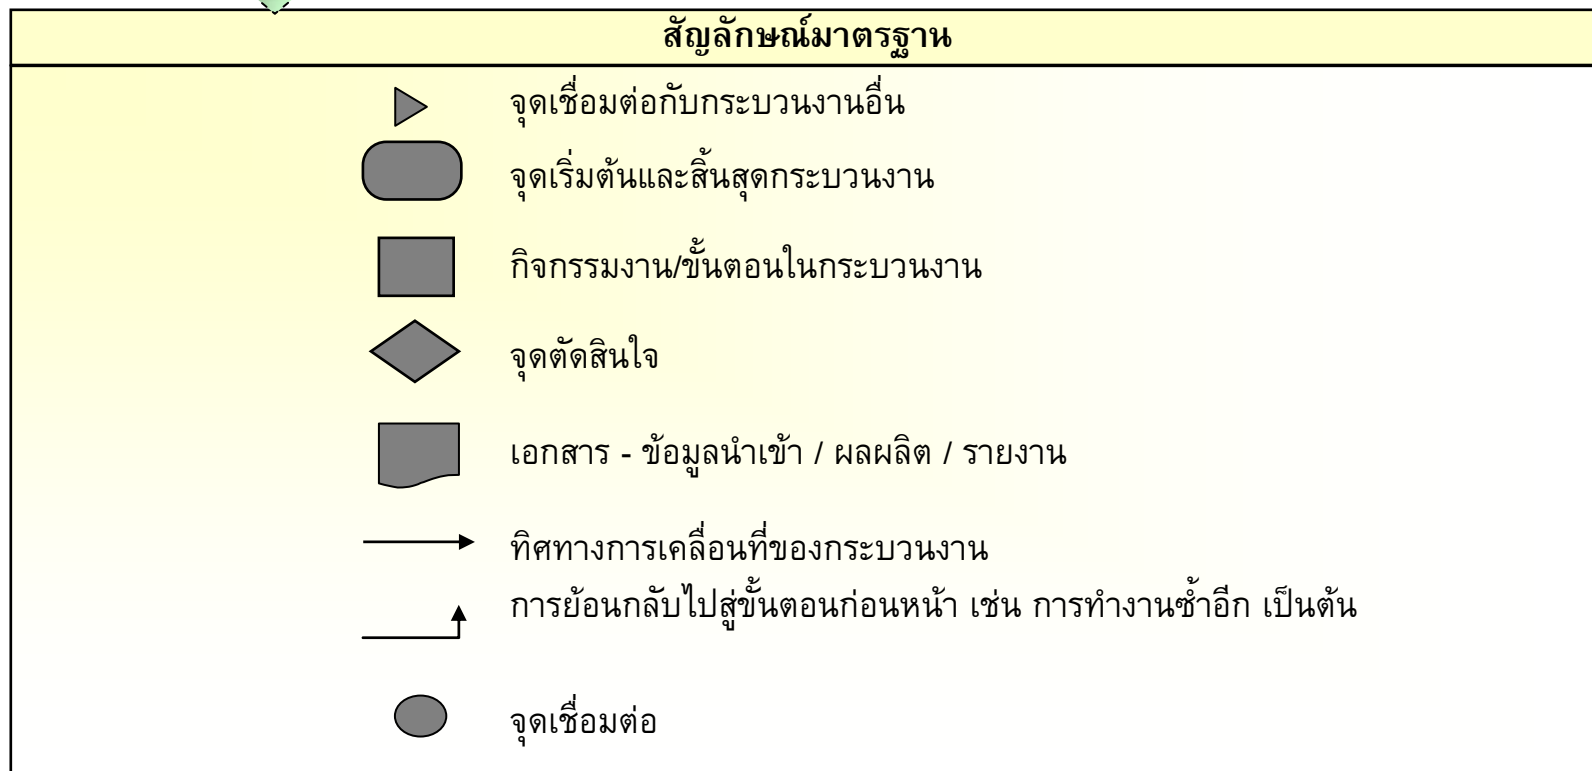 สัญลักษณ์มาตรฐาน
จุดเชื่อมต่อกับกระบวนงานอื่น
จุดเริ่มต้นและสิ้นสุดกระบวนงาน
กิจกรรมงาน/ขั้นตอนในกระบวนงาน
จุดตัดสินใจ
เอกสาร - ข้อมูลนำเข้า / ผลผลิต / รายงาน
ทิศทางการเคลื่อนที่ของกระบวนงาน
การย้อนกลับไปสู่ขั้นตอนก่อนหน้า เช่น การทำงานซ้ำอีก เป็นต้น
จุดเชื่อมต่อ